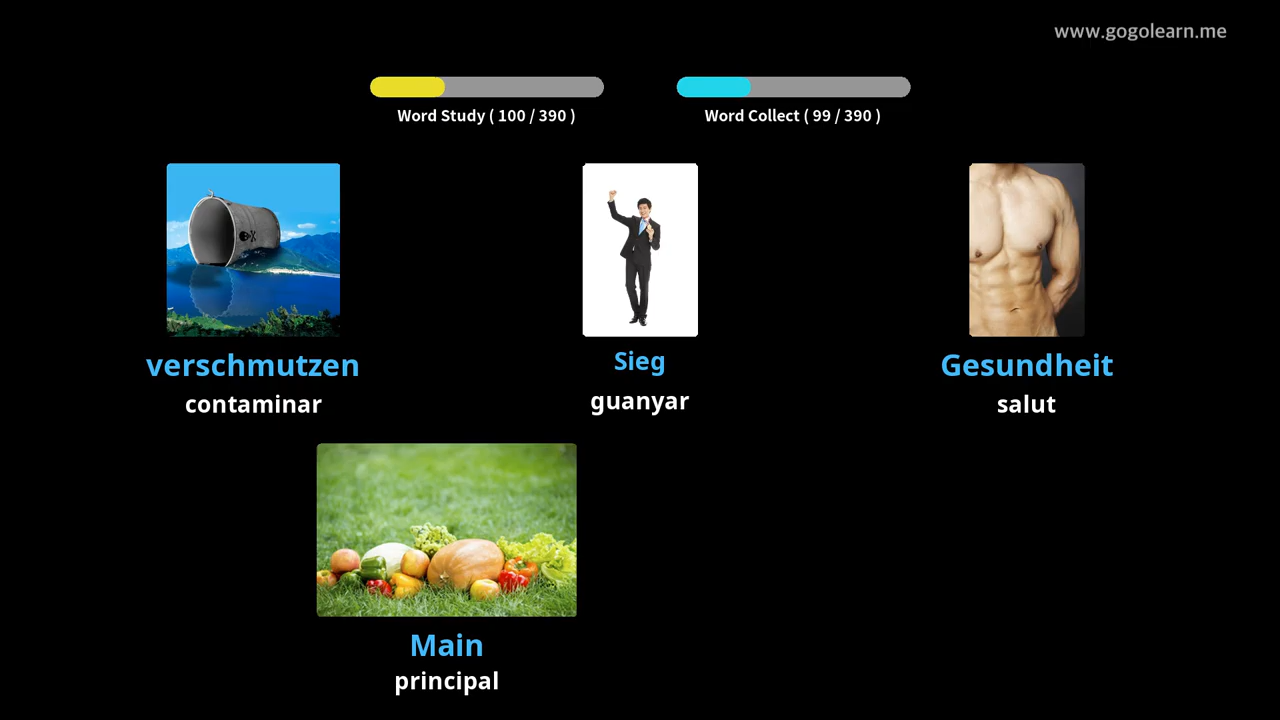 www.gogolearn.me
Word Study ( 100 / 390 )
Word Collect ( 99 / 390 )
verschmutzen
contaminar
Sieg
guanyar
Gesundheit
salut
Main
principal